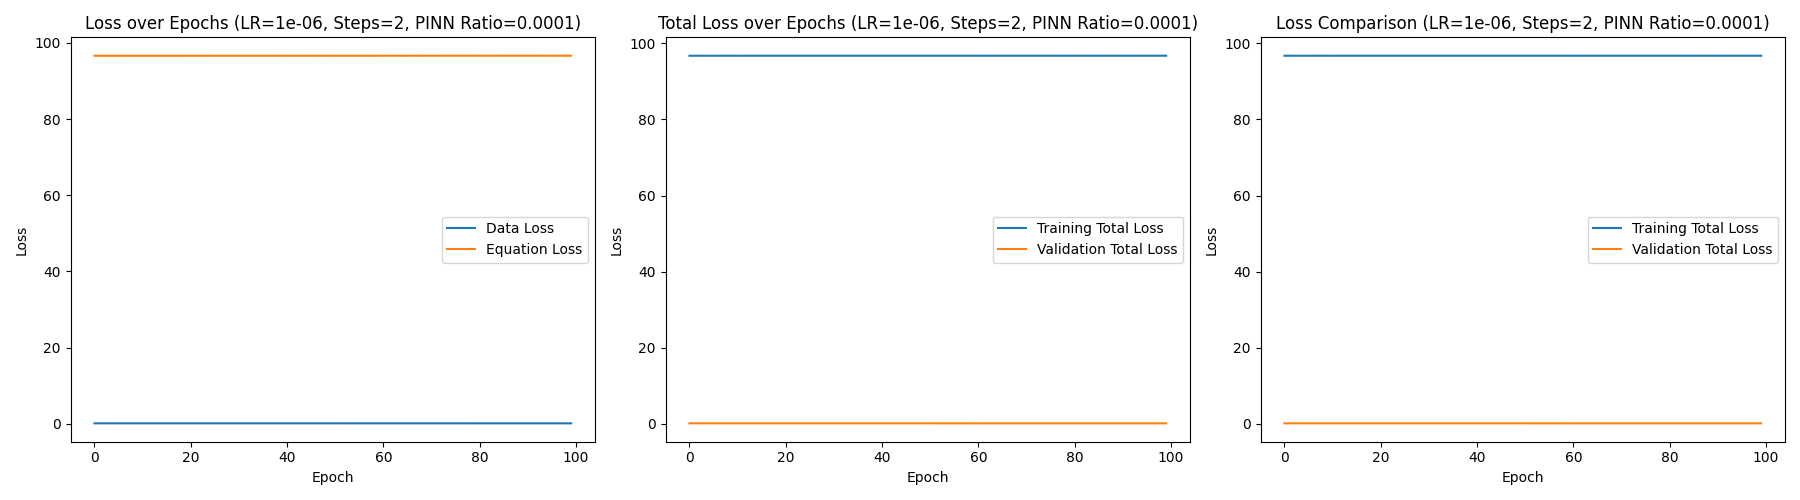 Loss over Epochs (LR=1e-06, Steps=2, PINN Ratio=0.0001)
100
80
60
40
20
0
Loss
Data Loss
Equation Loss
0 20 40 60 80 100
Epoch
Total Loss over Epochs (LR=1e-06, Steps=2, PINN Ratio=0.0001)
100
80
60
40
20
0
Loss
Training Total Loss
Validation Total Loss
0 20 40 60 80 100
Epoch
Loss Comparison (LR=1e-06, Steps=2, PINN Ratio=0.0001)
100
80
60
40
20
0
Loss
Training Total Loss
Validation Total Loss
0 20 40 60 80 100
Epoch